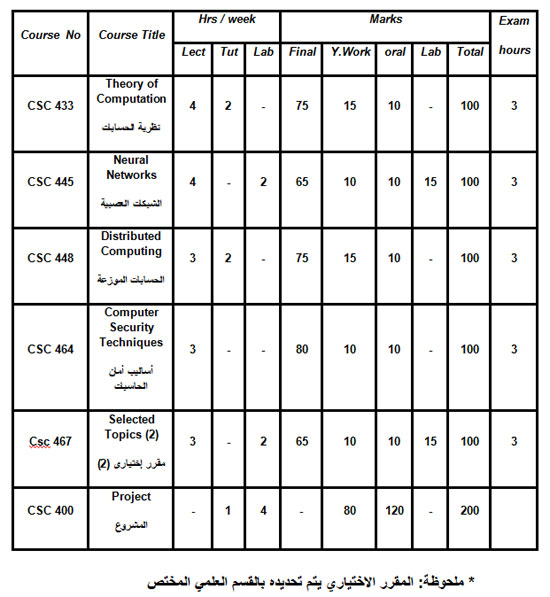 Course No Course Title Hrs / week Marks Exam hours
Lect Tut Lab Final Y.Work oral Lab Total
CSC 433 Theory of Computation نظرية الحسابات 4 2 - 75 15 10 - 100 3
CSC 445 Neural Networks الشبكات العصبية 4 - 2 65 10 10 15 100 3
CSC 448 Distributed Computing الحسابات الموزعة 3 2 - 75 15 10 - 100 3
CSC 464 Computer Security Techniques أساليب أمان الحاسبات 3 - - 80 10 10 - 100 3
Csc 467 Selected Topics (2) مقرر إختيارى (2) 3 - 2 65 10 10 15 100 3
CSC 400 Project المشروع - 1 4 - 80 120 - 200
* ملحوظة: المقرر الاختياري يتم تحديده بالقسم العلمي المختص